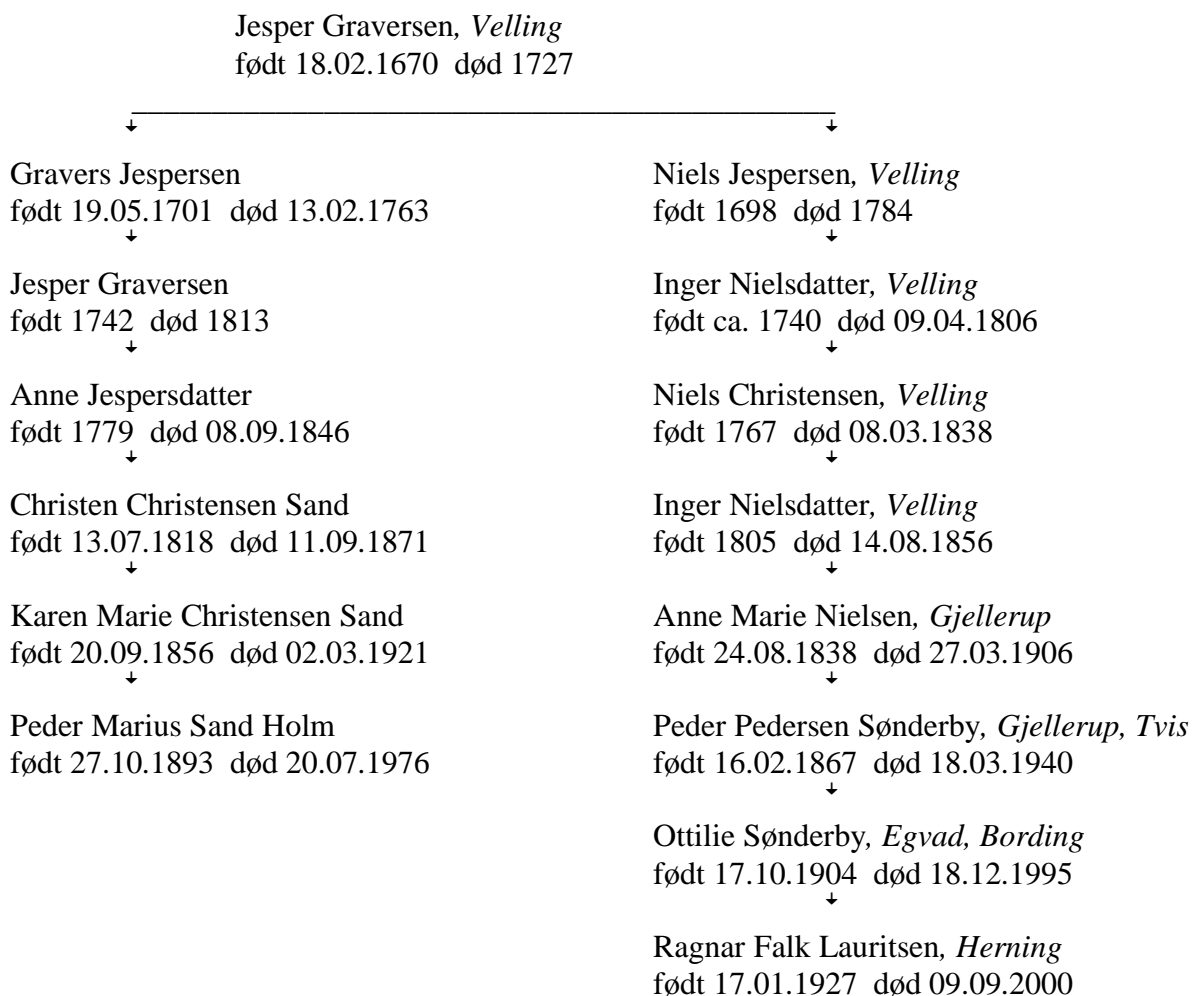 Jesper Graversen, Velling
født 18.02.1670 død 1727
Gravers Jespersen
født 19.05.1701 død 13.02.1763
Jesper Graversen
født 1742 død 1813
Anne Jespersdatter
født 1779 død 08.09.1846
Christen Christensen Sand
født 13.07.1818 død 11.09.1871
Karen Marie Christensen Sand
født 20.09.1856 død 02.03.1921
Peder Marius Sand Holm
født 27.10.1893 død 20.07.1976
Niels Jespersen, Velling
født 1698 død 1784
Inger Nielsdatter, Velling
født ca. 1740 død 09.04.1806
Niels Christensen, Velling
født 1767 død 08.03.1838
Inger Nielsdatter, Velling
født 1805 død 14.08.1856
Anne Marie Nielsen, Gjellerup
født 24.08.1838 død 27.03.1906
Peder Pedersen Sønderby, Gjellerup, Tvis
født 16.02.1867 død 18.03.1940
Ottilie Sønderby, Egvad, Bording
født 17.10.1904 død 18.12.1995
Ragnar Falk Lauritsen, Herning
født 17.01.1927 død 09.09.2000